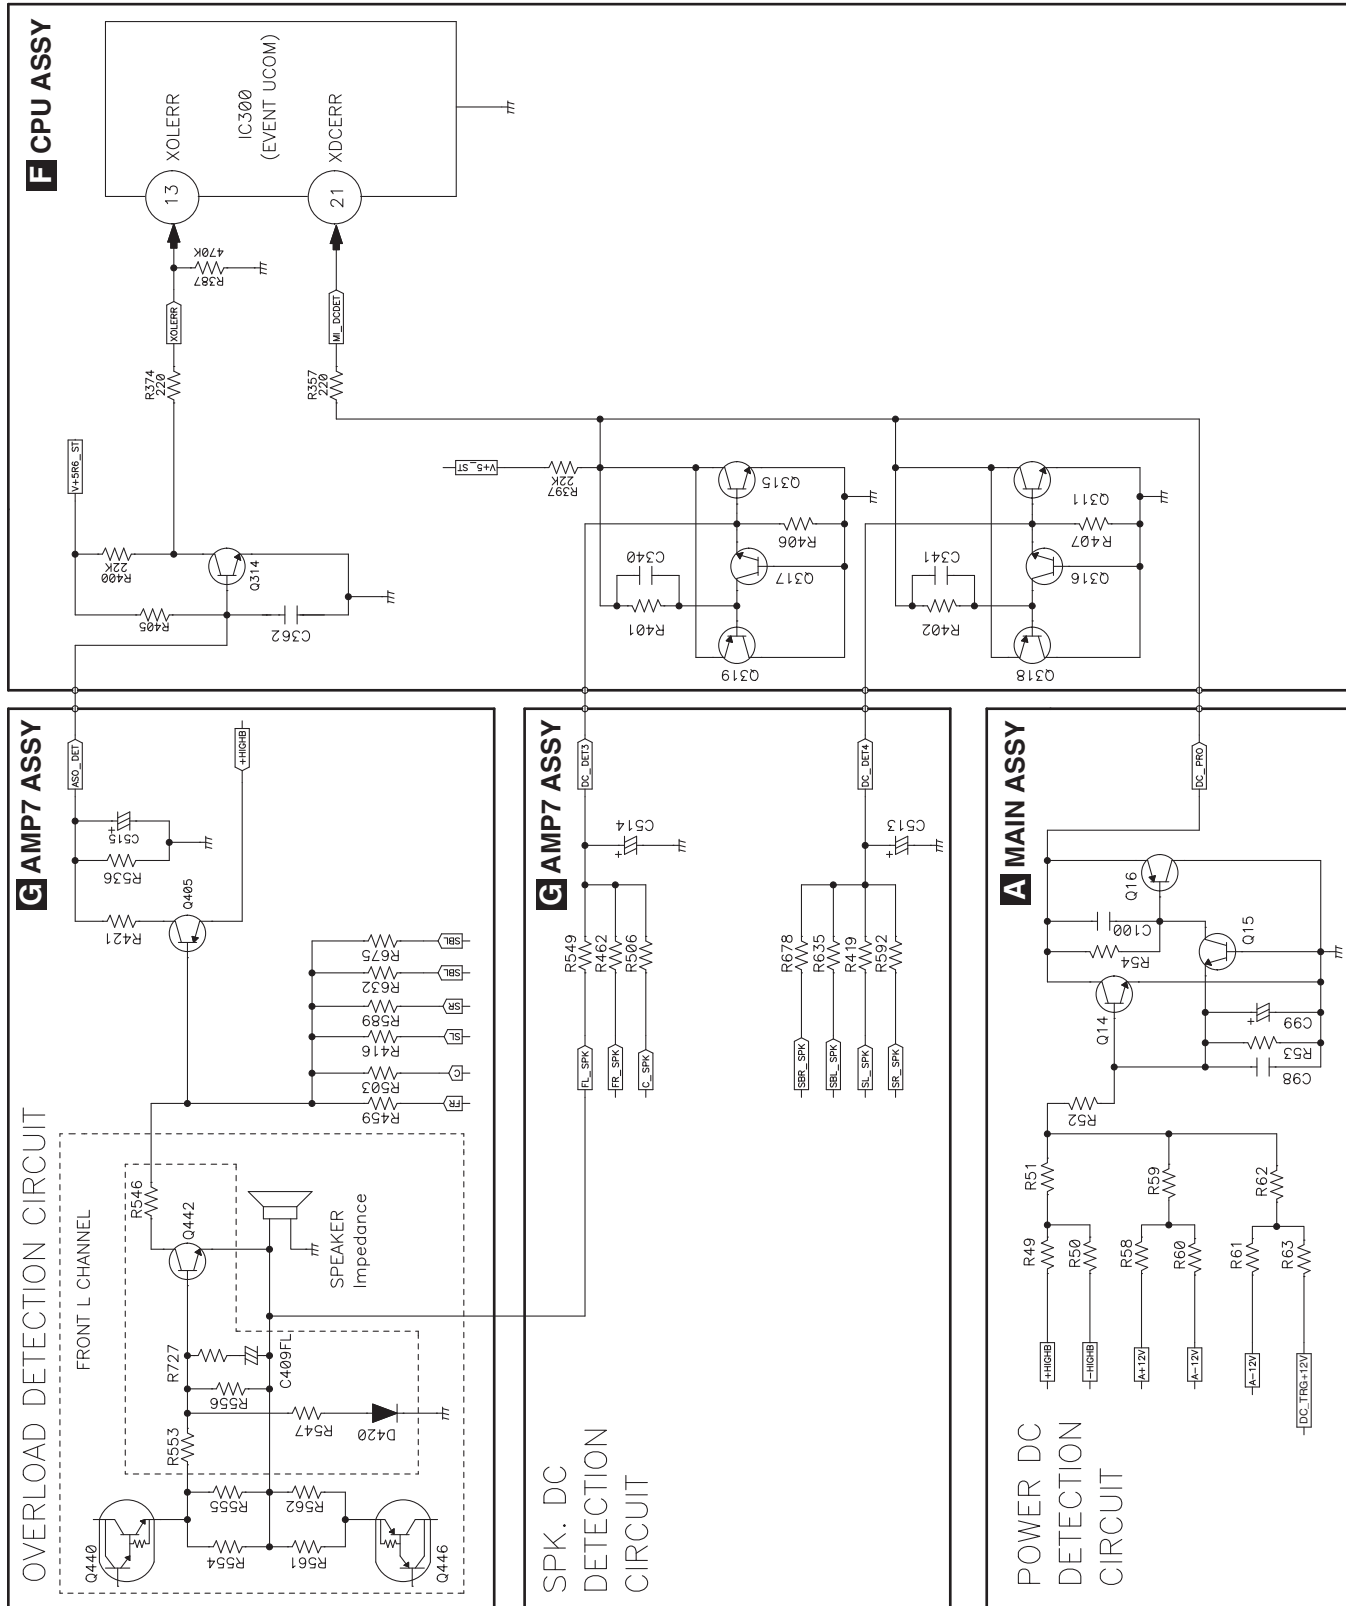 F CPU ASSY
XOLERR
IC300
(EVENT UCOM)
XDCERR
13
21
R387
470K
XOLERR
MI_DCDET
R374
220
R357
220
V+5R6_ST
R400
22K
Q314
R405
C362
V+5_ST
R397
22K
Q315
R406
C340
Q317
R401
Q319
Q311
R407
C341
Q316
R402
Q318
G AMP7 ASSY
ASO_DET
+HIGHB
C515
+
R536
R421
Q405
SBL
R675
SBL
R632
SR
R589
SL
R416
C
R503
FR
R459
OVERLOAD DETECTION CIRCUIT
FRONT L CHANNEL
R546
Q442
SPEAKER
Impedance
R727
C409FL
R556
R547
D420
R553
R555
R562
R554
R561
Q440
Q446
G AMP7 ASSY
DC_DET3
DC_DET4
C514
+
C513
+
R549
R462
R506
R678
R635
R419
R592
FL_SPK
FR_SPK
C_SPK
SBR_SPK
SBL_SPK
SL_SPK
SR_SPK
SPK. DC
DETECTION
CIRCUIT
A MAIN ASSY
DC_PRO
Q16
C100
R54
Q15
Q14
C99
+
R53
C98
R52
R51
R59
R62
R49
R50
R58
R60
R61
R63
+HIGHB
-HIGHB
A+12V
A-12V
A-12V
DC_TRG+12V
POWER DC
DETECTION
CIRCUIT